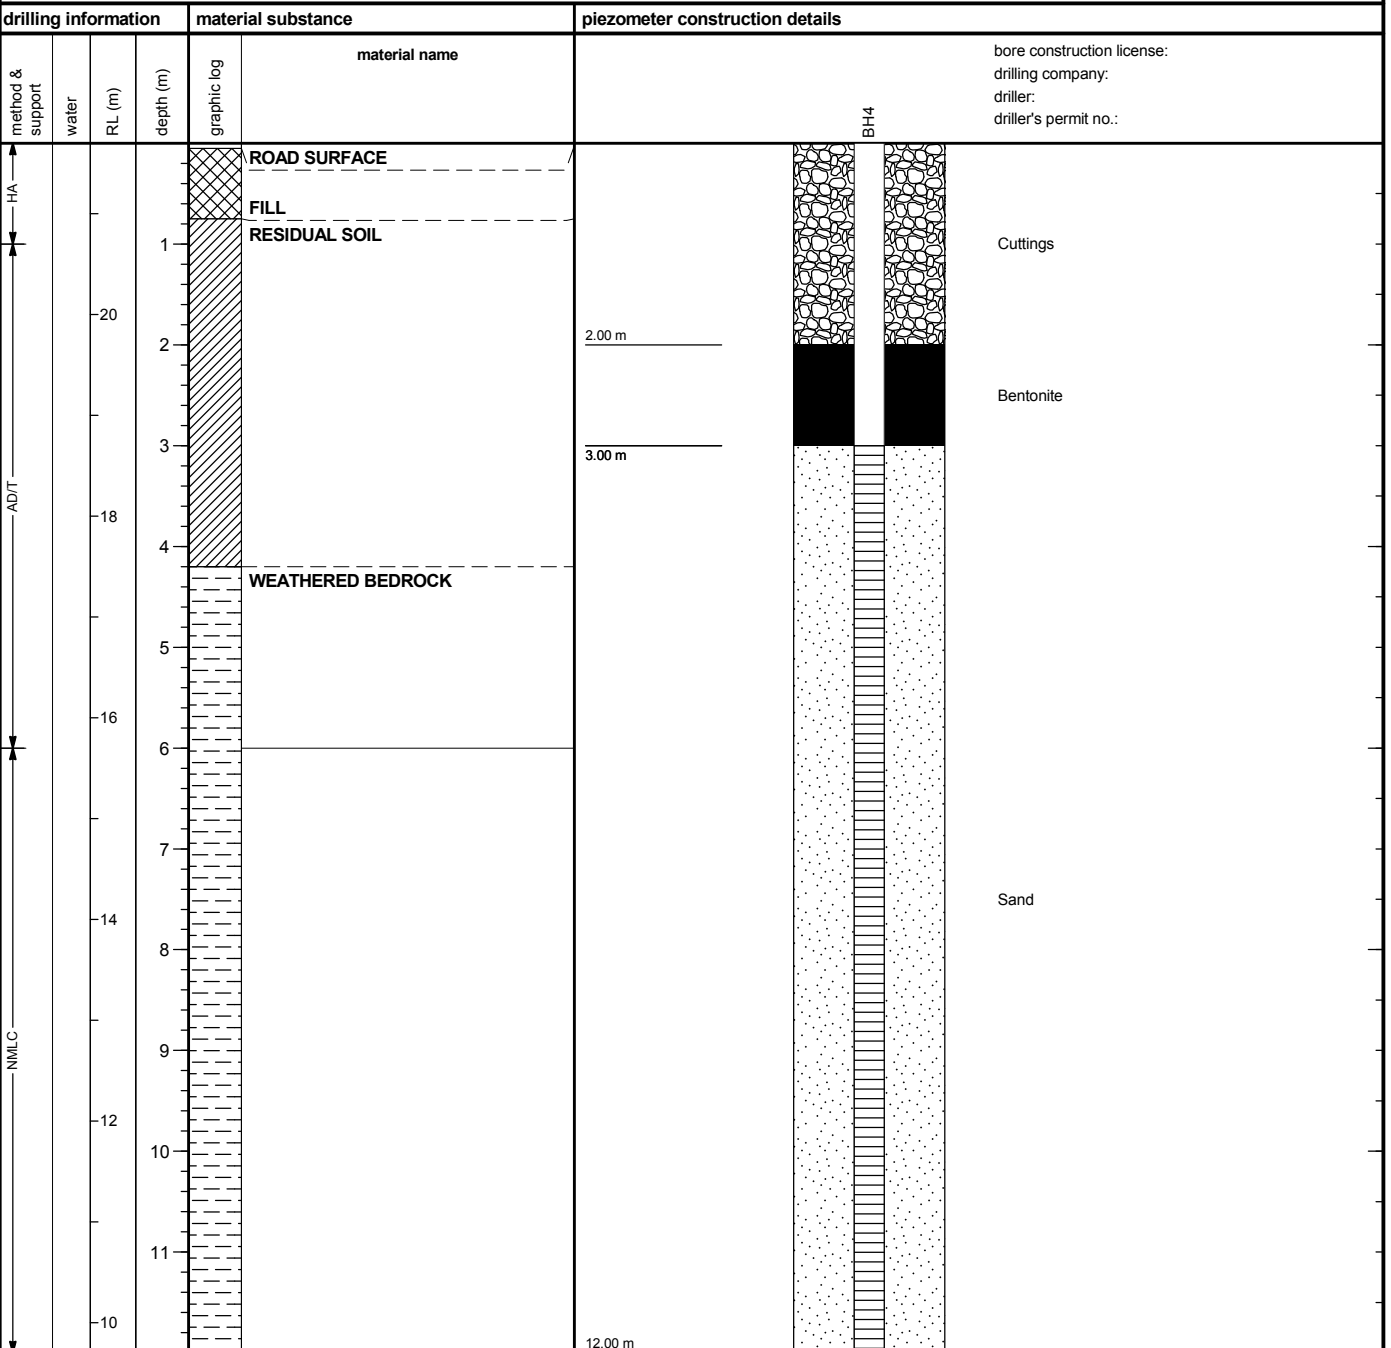 drilling information
material substance
piezometer construction details
method &
support
water
RL (m)
depth (m)
graphic log
material name
BH4
bore construction license:
drilling company:
driller:
driller's permit no.:
HA
AD/T
NMLC
20
18
16
14
12
10
1
2
3
4
5
6
7
8
9
10
11
ROAD SURFACE
FILL
RESIDUAL SOIL
WEATHERED BEDROCK
2.00 m
3.00 m
12.00 m
Cuttings
Bentonite
Sand